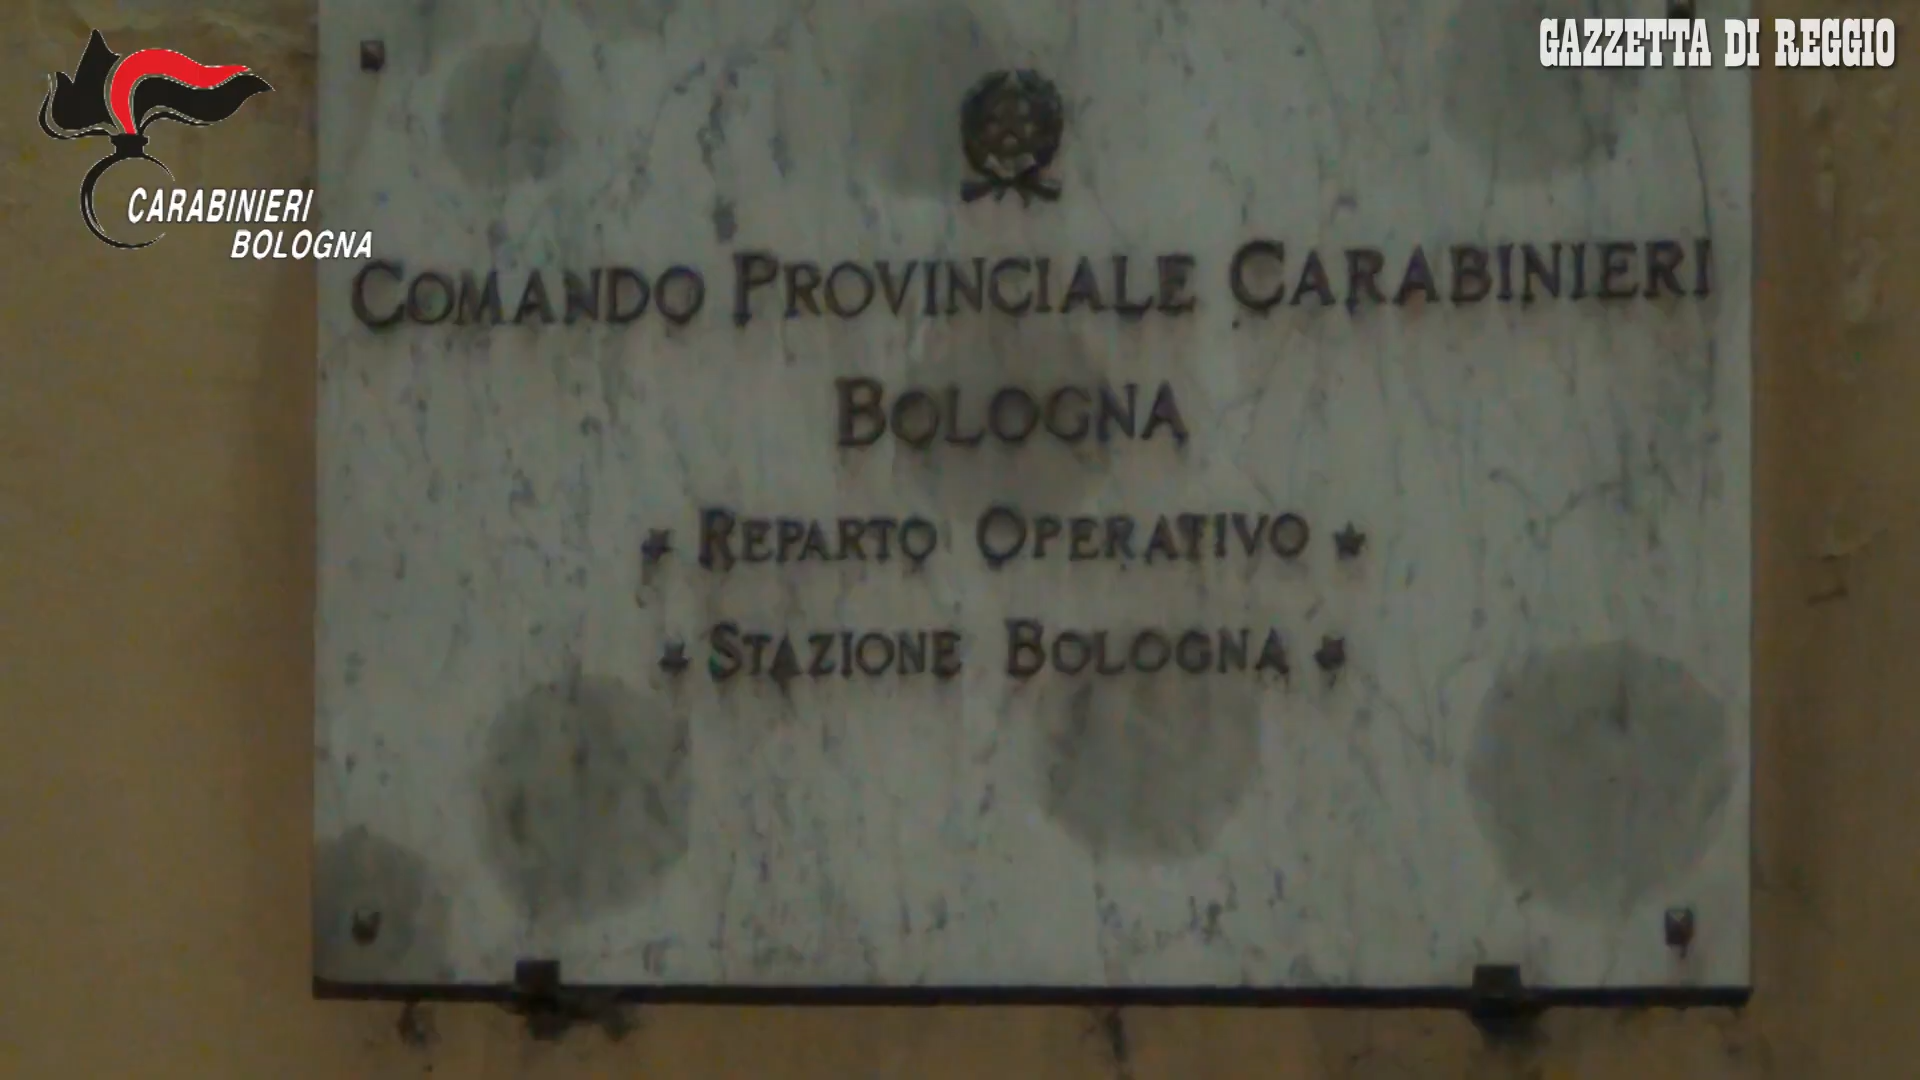 GAZZETTA DI REGGIO
CARABINIERI
BOLOGNA
COMANDO PROVINCIALE CARABINIERI
BOLOGNA
★ REPARTO OPERATIVO ★
★ STAZIONE BOLOGNA ★